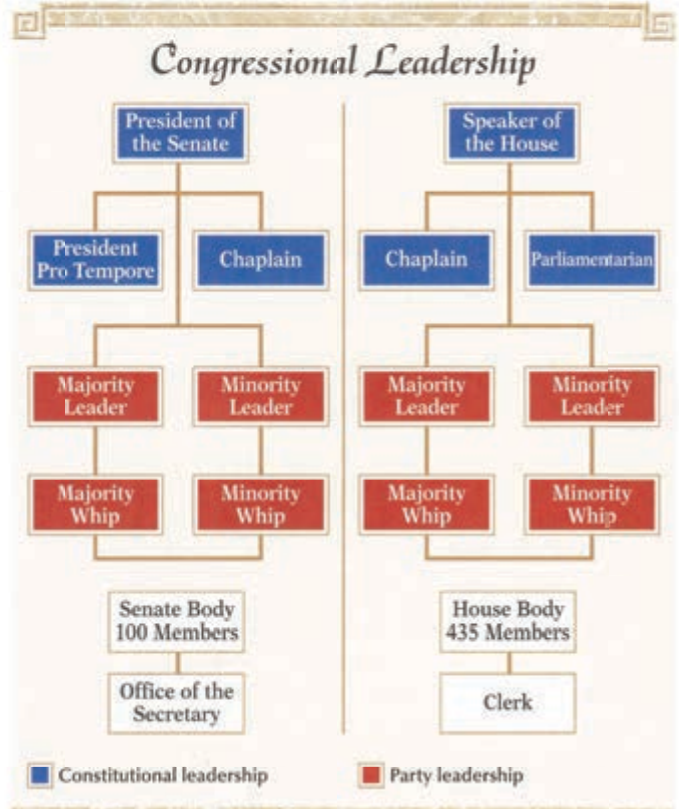 Congressional Leadership
President of
the Senate
President
Pro Tempore
Chaplain
Majority
Leader
Minority
Leader
Majority
Whip
Minority
Whip
Senate Body
100 Members
Office of the
Secretary
Speaker of
the House
Chaplain
Parliamentarian
Majority
Leader
Minority
Leader
Majority
Whip
Minority
Whip
House Body
435 Members
Clerk
Constitutional leadership
Party leadership